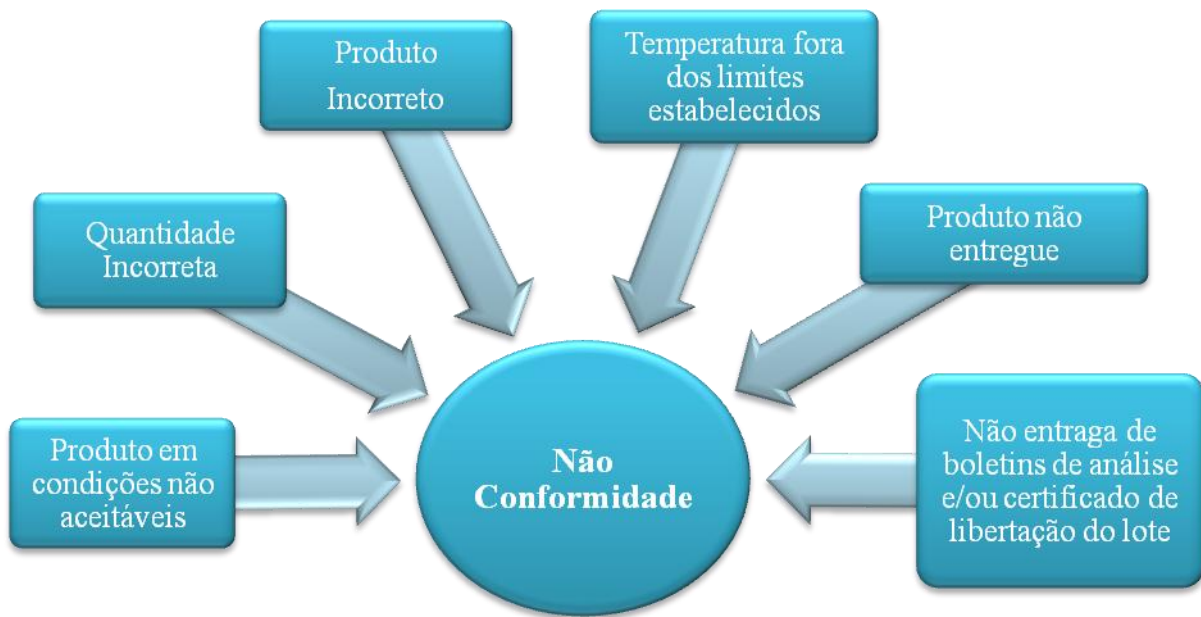 Produto
Incorreto
Temperatura fora
dos limites
estabelecidos
Quantidade
Incorreta
Produto não
entregue
Produto em
condições não
aceitáveis
Não
Conformidade
Não entraga de
boletins de análise
e/ou certificado de
libertação do lote